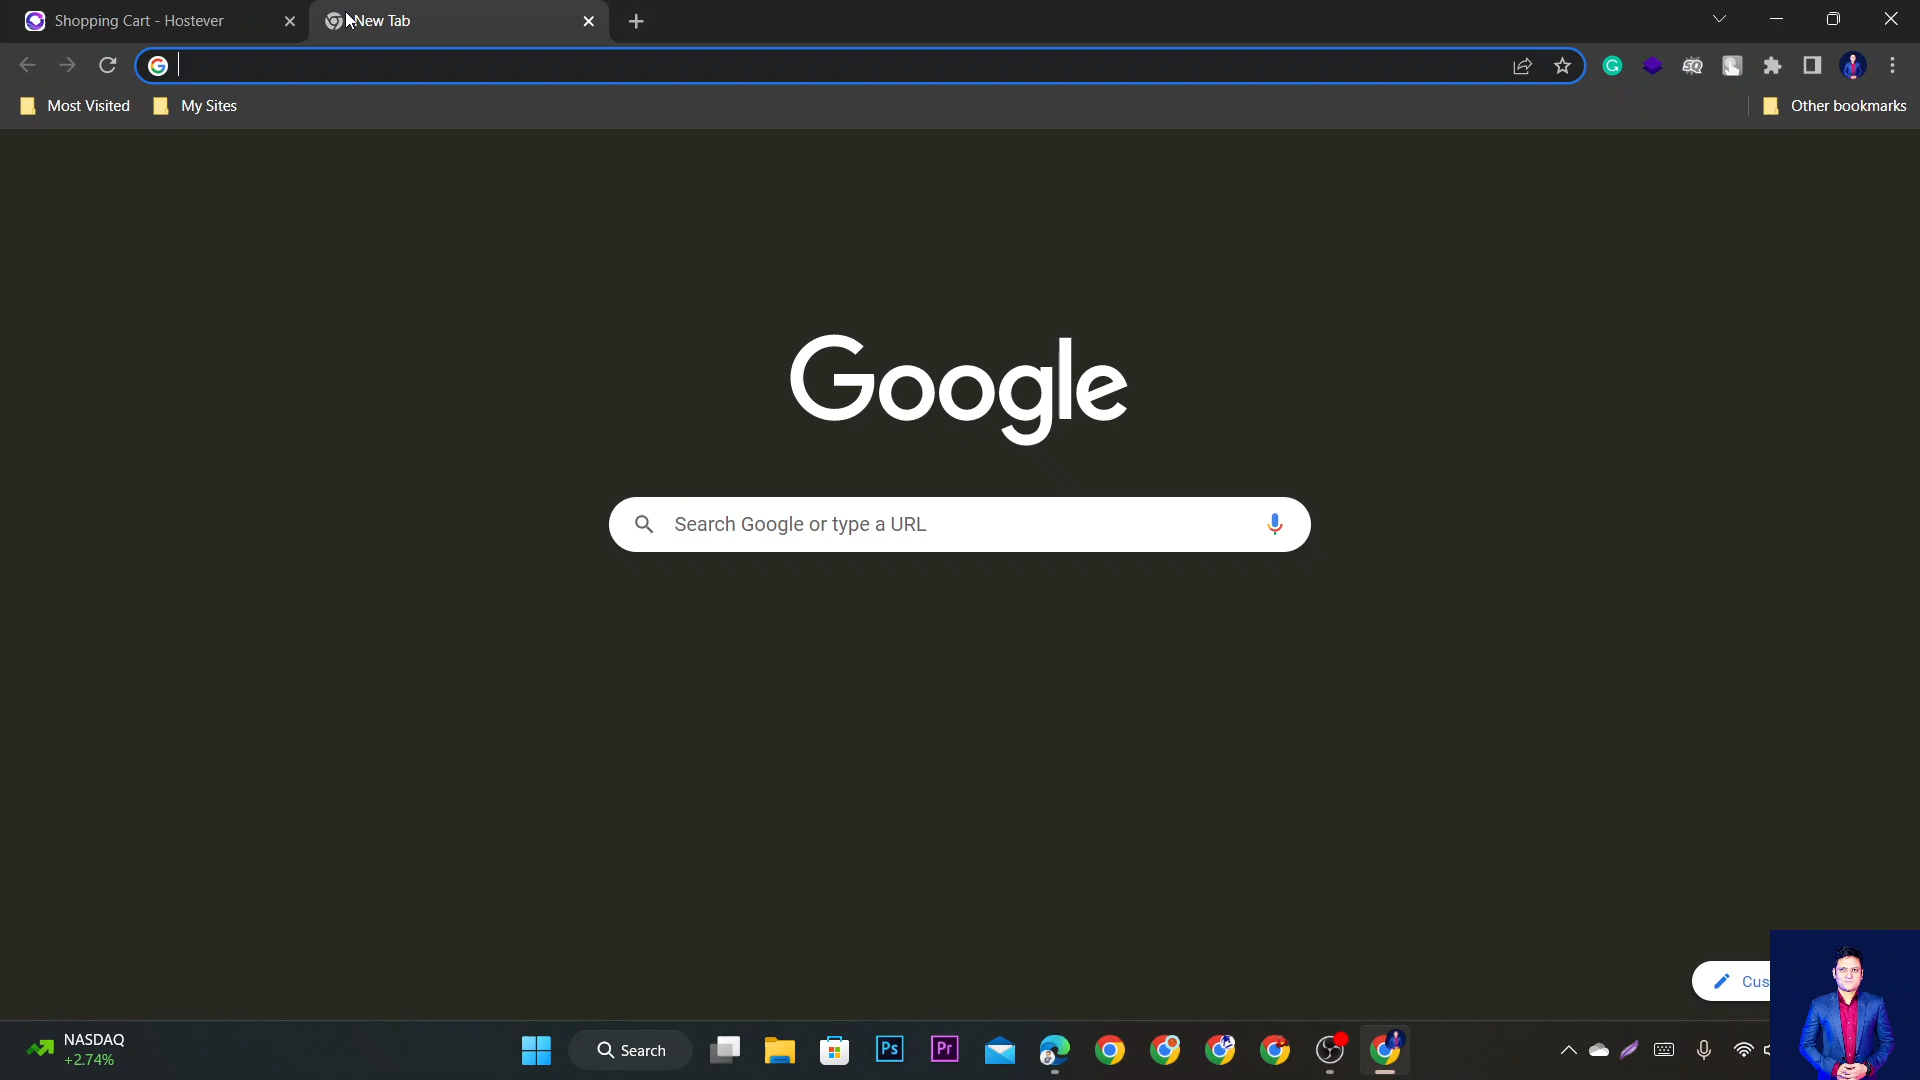 Shopping Cart - Hostever
New Tab
Most Visited
My Sites
Other bookmarks
Google
Search Google or type a URL
Cus
NASDAQ
+2.74%
Search
Ps
Pr